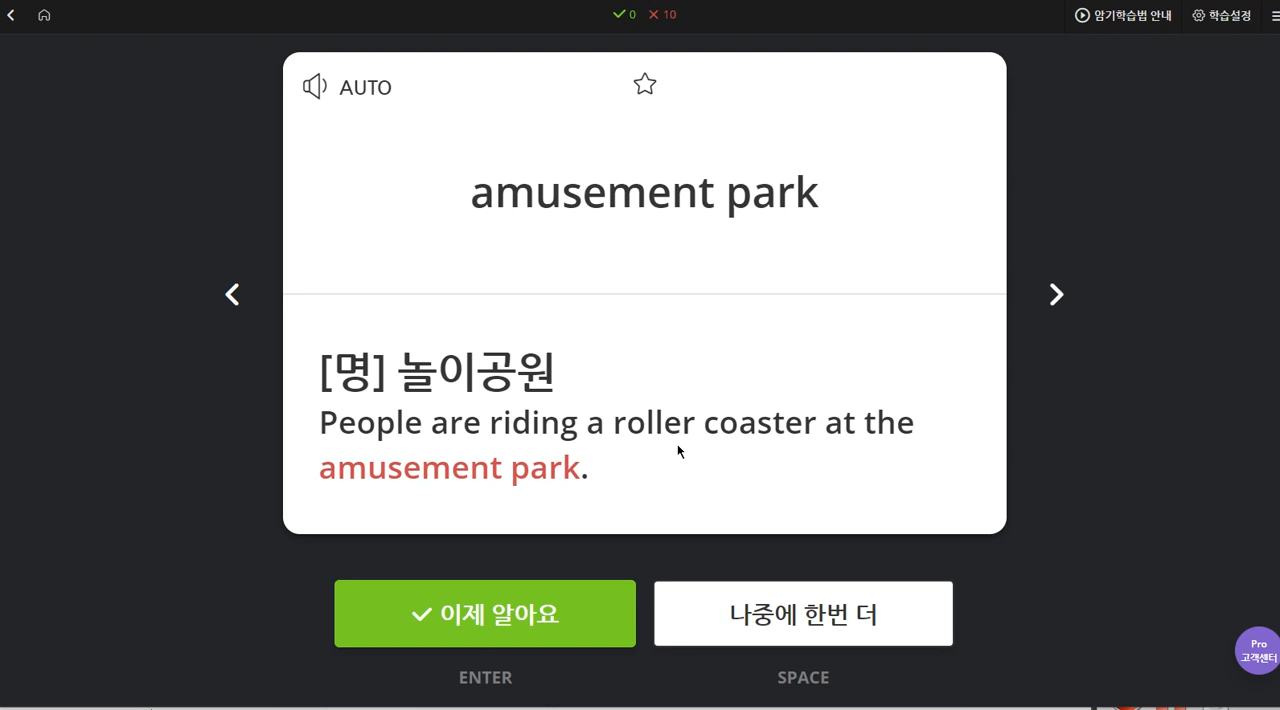 0 10 암기학습법 안내 학습설정
AUTO
amusement park
[명] 놀이공원
People are riding a roller coaster at the
amusement park.
이제 알아요 나중에 한번 더
Pro
고객센터
ENTER SPACE